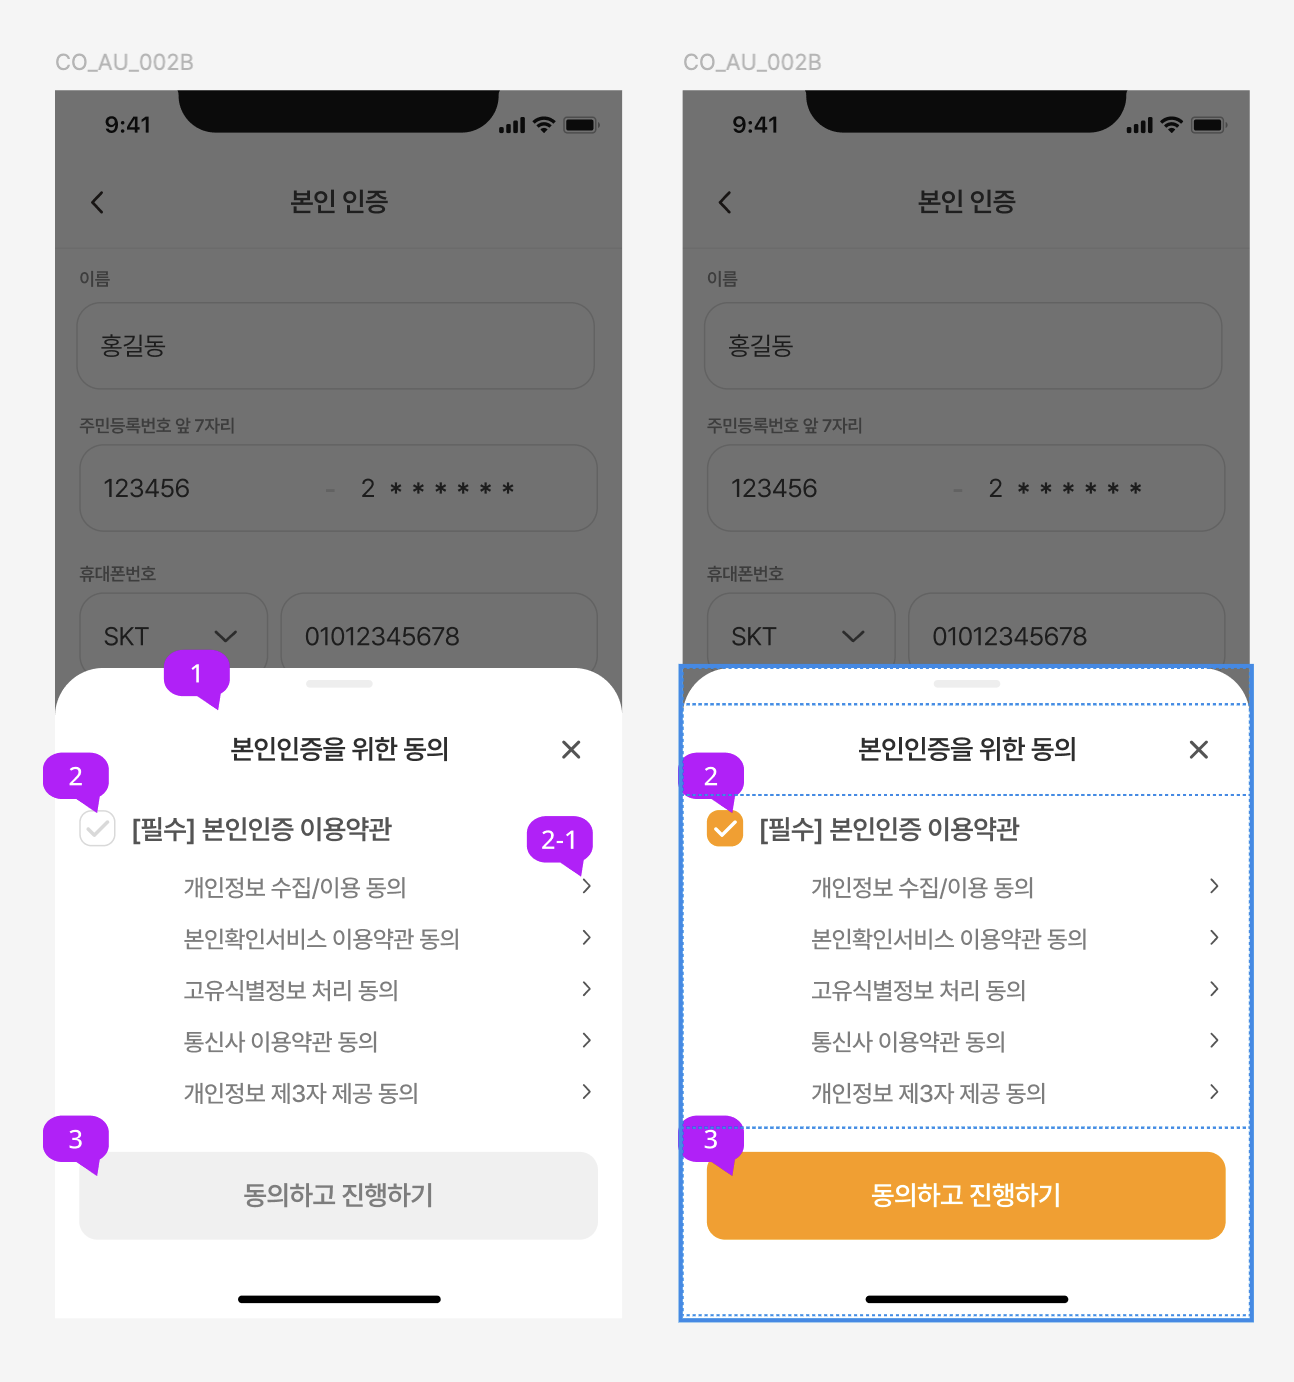 CO_AU_002B
9:41
본인 인증
이름
홍길동
주민등록번호 앞 7자리
123456 - 2 ******
휴대폰번호
SKT 01012345678
1
본인인증을 위한 동의
2
[필수] 본인인증 이용약관
2-1
개인정보 수집/이용 동의
본인확인서비스 이용약관 동의
고유식별정보 처리 동의
통신사 이용약관 동의
개인정보 제3자 제공 동의
3
동의하고 진행하기
CO_AU_002B
9:41
본인 인증
이름
홍길동
주민등록번호 앞 7자리
123456 - 2 ******
휴대폰번호
SKT 01012345678
본인인증을 위한 동의
2
[필수] 본인인증 이용약관
개인정보 수집/이용 동의
본인확인서비스 이용약관 동의
고유식별정보 처리 동의
통신사 이용약관 동의
개인정보 제3자 제공 동의
3
동의하고 진행하기